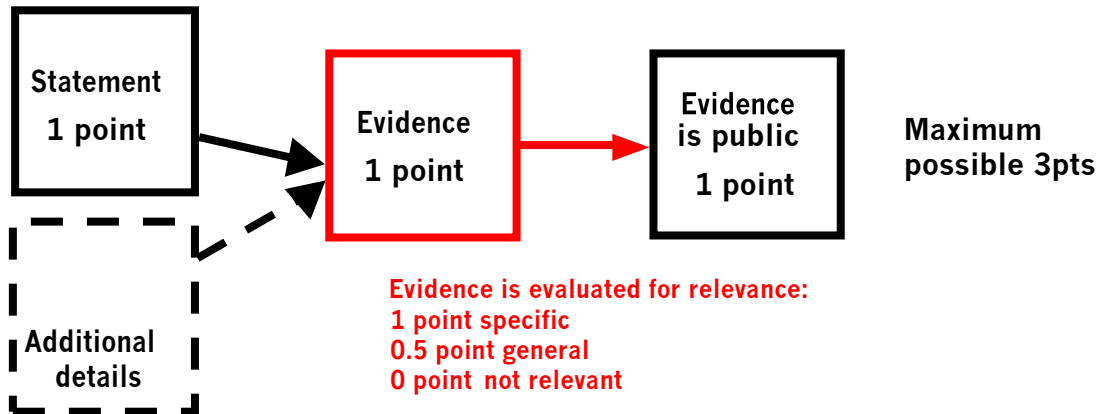 Statement
1 point
Evidence
1 point
Evidence
is public
1 point
Maximum
possible 3pts
Additional
details
Evidence is evaluated for relevance:
1 point specific
0.5 point general
0 point not relevant